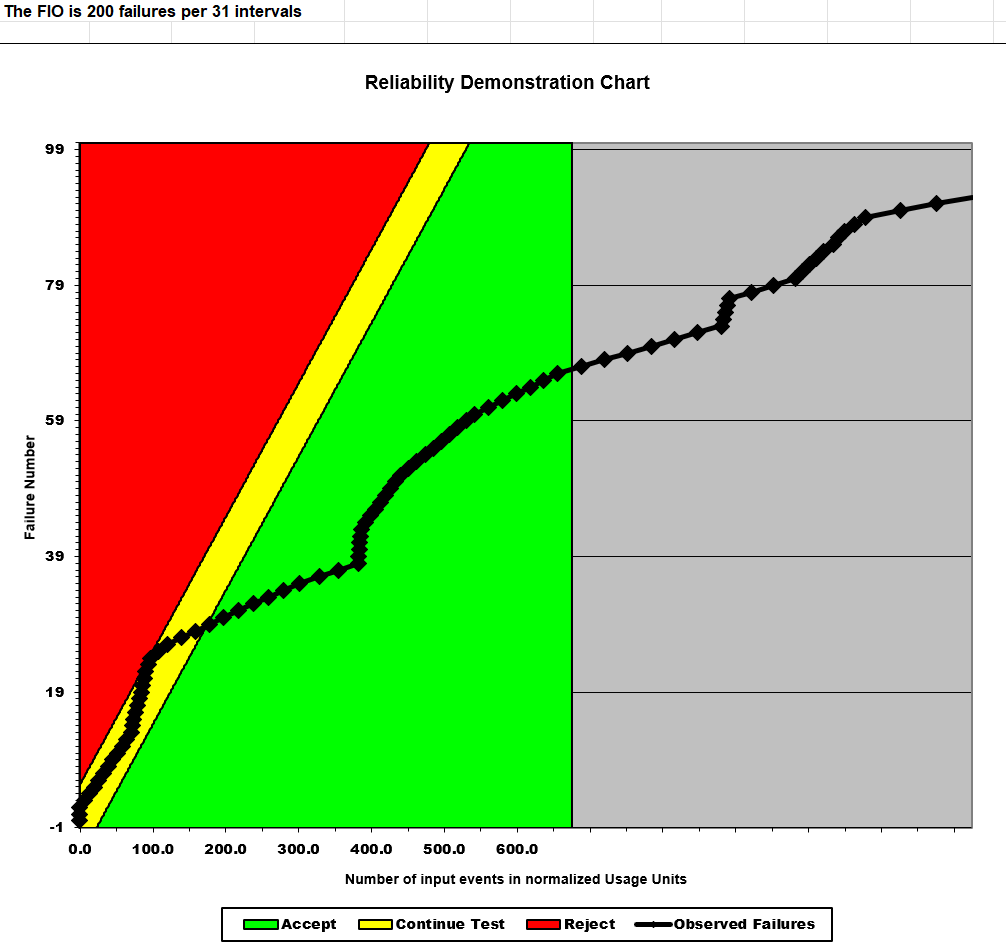 The FIO is 200 failures per 31 intervals
Reliability Demonstration Chart
99
79
59
39
19
-1
Failure Number
0.0 100.0 200.0 300.0 400.0 500.0 600.0
Number of input events in normalized Usage Units
Accept Continue Test Reject Observed Failures